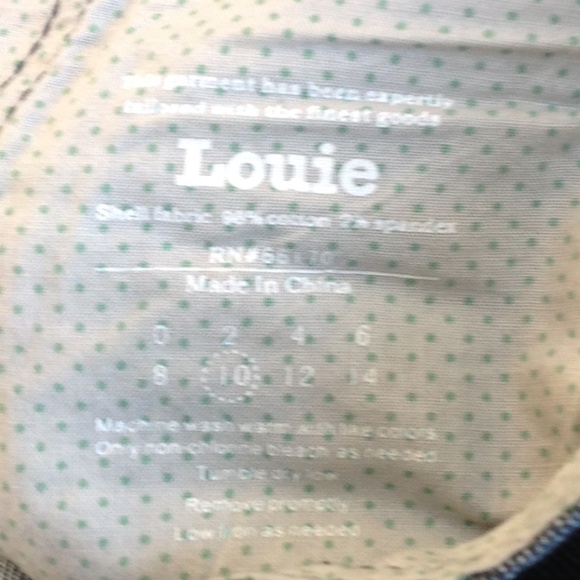 garment has been expertly
tailored with the finest goods
Louie
Shell fabric 98% cotton 2% spandex
Made In China
0 2 4 6
8 10 12 14
Machine wash warm with like colors
Only non-chlorine bleach as needed
Tumble dry low
Remove promptly
Low iron as needed